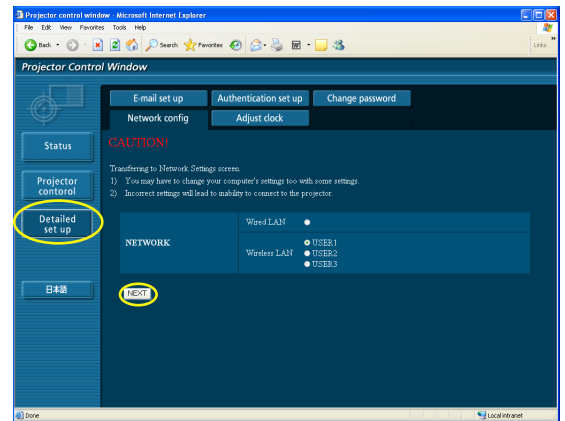 Projector control window - Microsoft Internet Explorer
File Edit View Favorites Tools Help
Back Search Favorites Links
Projector Control Window
E-mail set up Authentication set up Change password
Network config Adjust clock
Status
CAUTION!
Transferring to Network Settings screen.
1) You may have to change your computer's settings too with some settings.
2) Incorrect settings will lead to inability to connect to the projector.
Projector
contorol
Detailed
set up
NETWORK
Wired LAN
Wireless LAN
USER1
USER2
USER3
日本語
NEXT
Done Local intranet